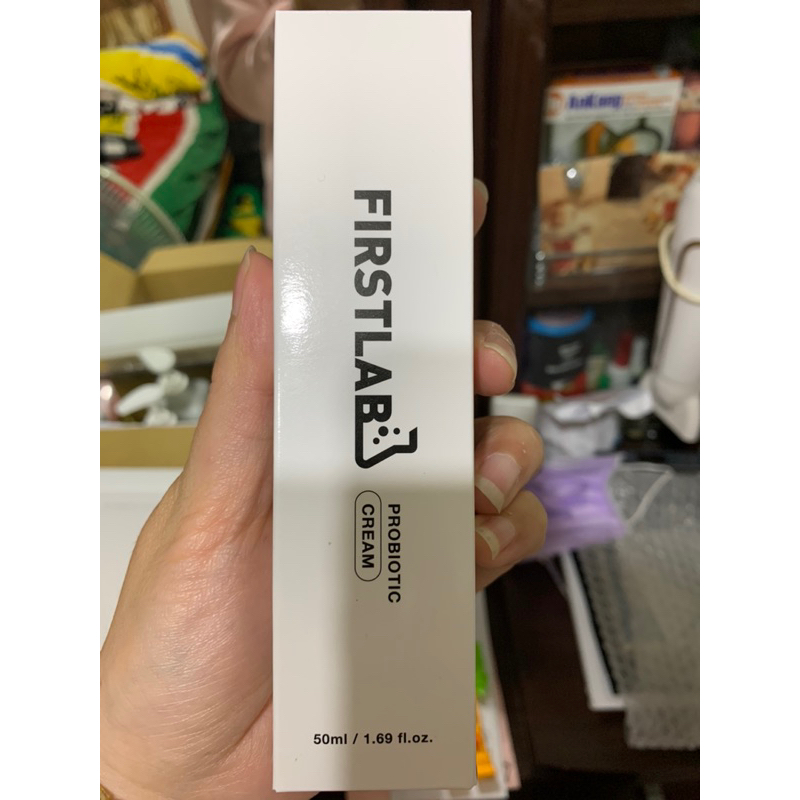 FIRSTLAB
PROBIOTIC
CREAM
50ml / 1.69 fl.oz.